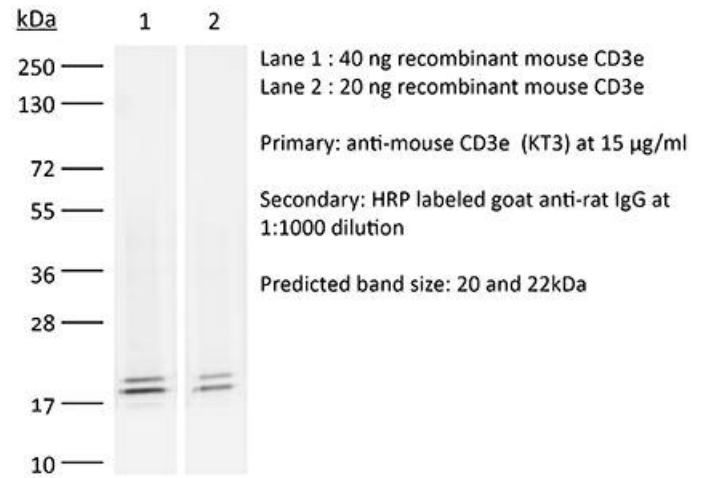 kDa
1 2
250
130
72
55
36
28
17
10
Lane 1 : 40 ng recombinant mouse CD3e
Lane 2 : 20 ng recombinant mouse CD3e
Primary: anti-mouse CD3e (KT3) at 15 µg/ml
Secondary: HRP labeled goat anti-rat IgG at
1:1000 dilution
Predicted band size: 20 and 22kDa